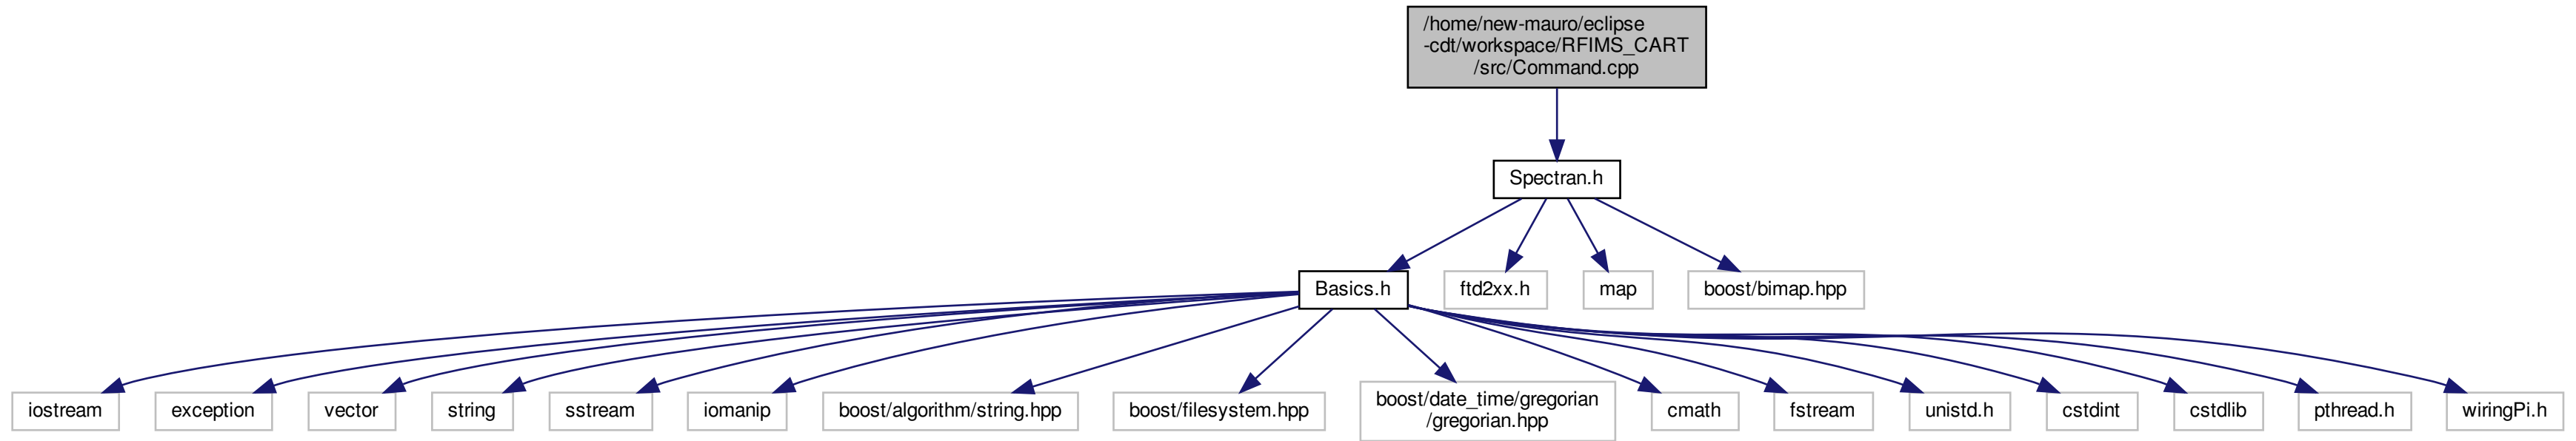 /home/new-mauro/eclipse
-cdt/workspace/RFIMS_CART
/src/Command.cpp
Spectran.h
Basics.h
ftd2xx.h
map
boost/bimap.hpp
iostream
exception
vector
string
sstream
iomanip
boost/algorithm/string.hpp
boost/filesystem.hpp
boost/date_time/gregorian
/gregorian.hpp
cmath
fstream
unistd.h
cstdint
cstdlib
pthread.h
wiringPi.h